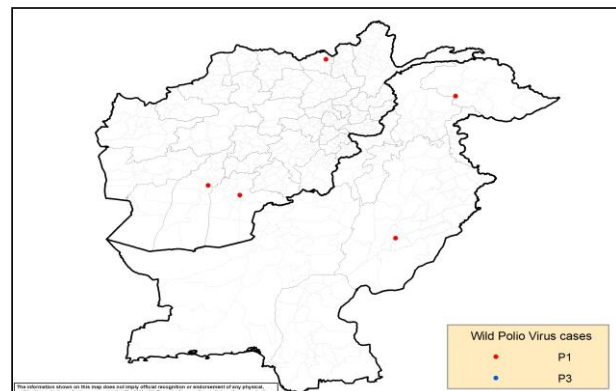 Wild Polio Virus cases
P1
P3
The information shown on this map does not imply official recognition or endorsement of any physical,